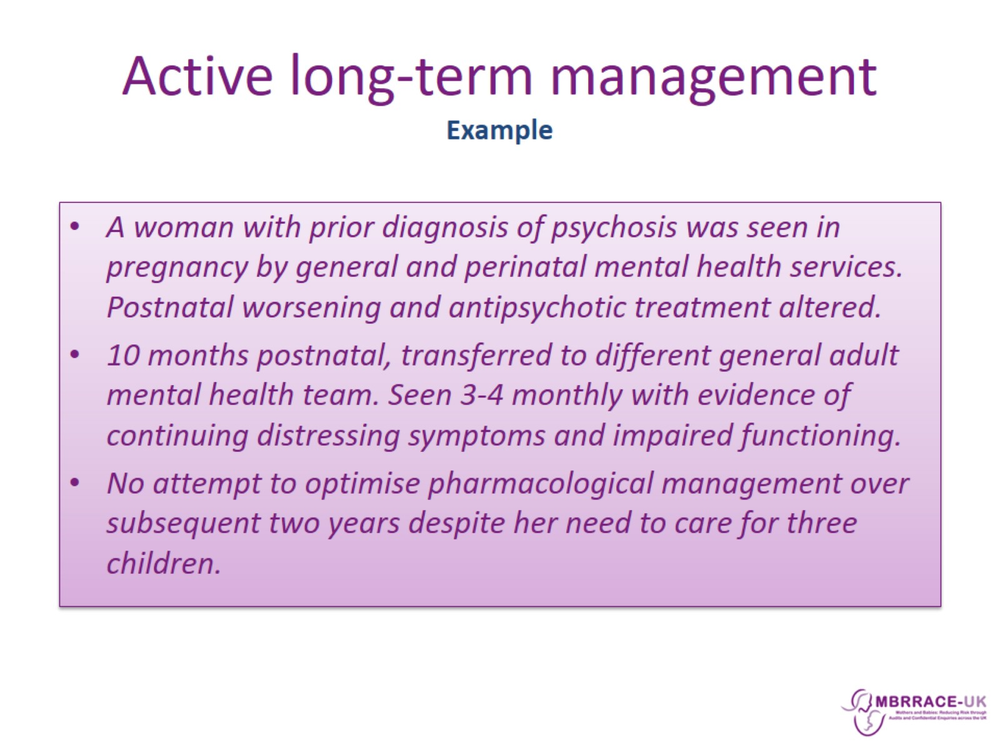 Active long-term management
Example
• A woman with prior diagnosis of psychosis was seen in
pregnancy by general and perinatal mental health services.
Postnatal worsening and antipsychotic treatment altered.
• 10 months postnatal, transferred to different general adult
mental health team. Seen 3-4 monthly with evidence of
continuing distressing symptoms and impaired functioning.
• No attempt to optimise pharmacological management over
subsequent two years despite her need to care for three
children.
MBRRACE-UK
Mothers and Babies: Reducing Risk through
Audits and Confidential Enquiries across the UK